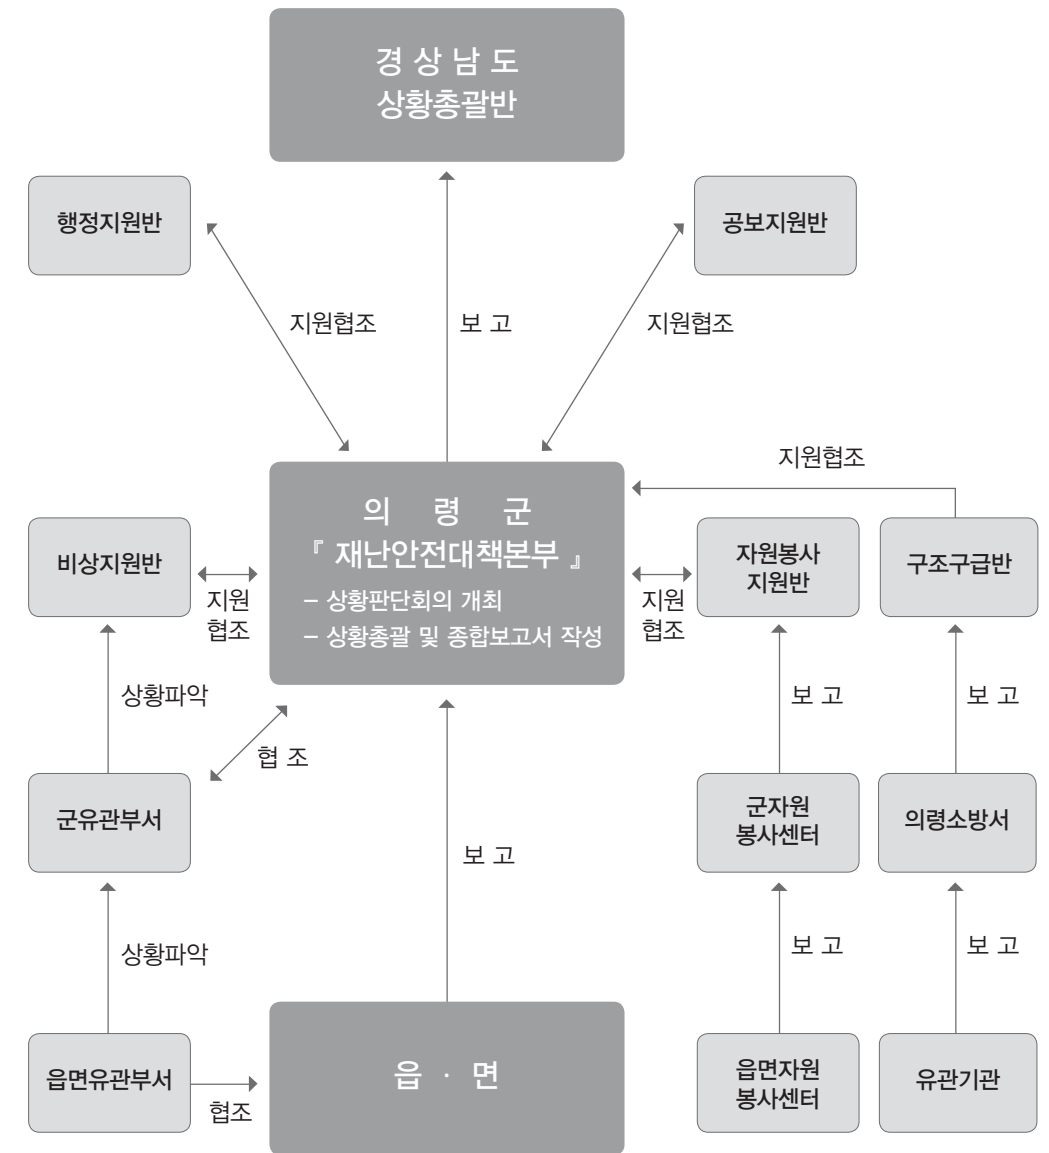 경 상 남 도
상황총괄반
행정지원반
공보지원반
지원협조
보 고
지원협조
지원협조
의 령 군
『 재난안전대책본부 』
– 상황판단회의 개최
– 상황총괄 및 종합보고서 작성
비상지원반
지원
협조
지원
협조
자원봉사
지원반
구조구급반
상황파악
보 고
보 고
협 조
군유관부서
군자원
봉사센터
의령소방서
보 고
상황파악
보 고
보 고
읍면유관부서
협조
읍 · 면
읍면자원
봉사센터
유관기관